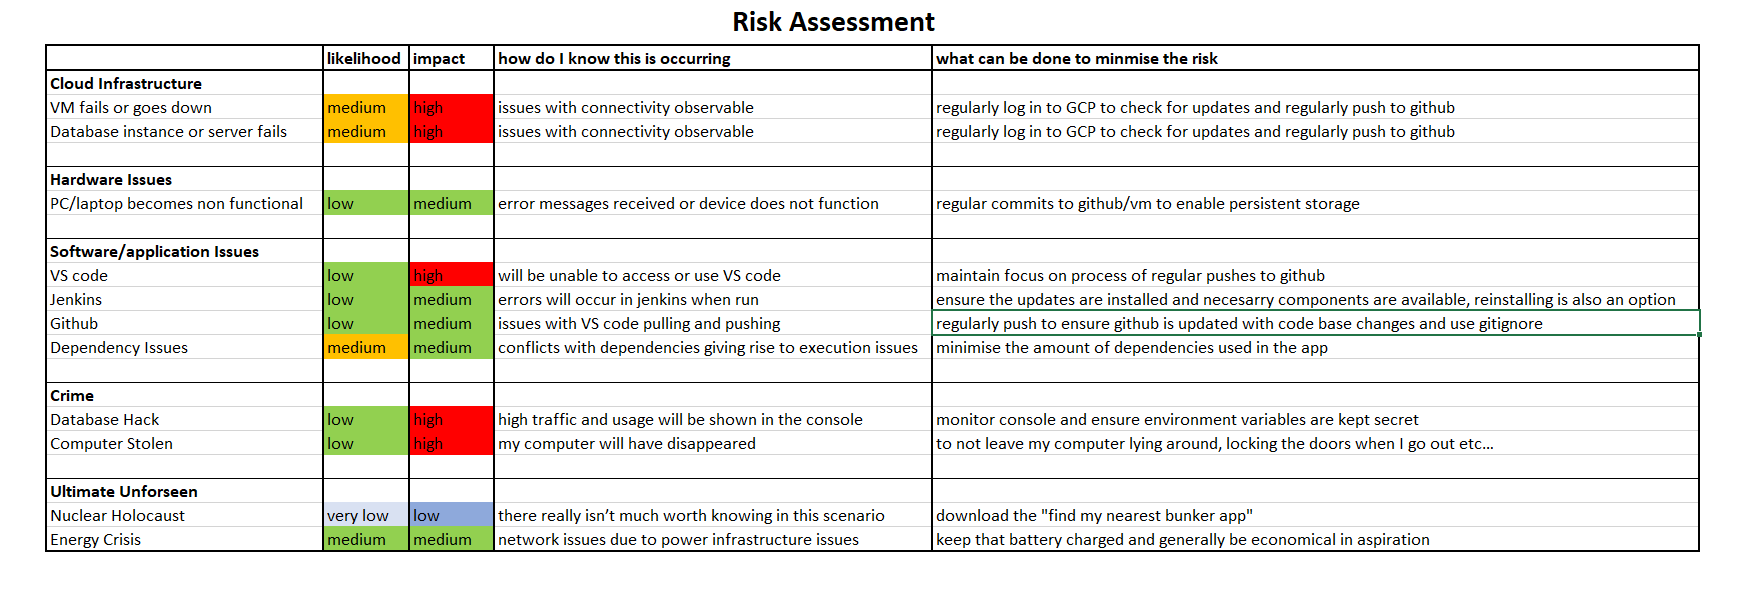 Risk Assessment
likelihood impact how do I know this is occurring what can be done to minmise the risk
Cloud Infrastructure
VM fails or goes down medium high issues with connectivity observable regularly log in to GCP to check for updates and regularly push to github
Database instance or server fails medium high issues with connectivity observable regularly log in to GCP to check for updates and regularly push to github
Hardware Issues
PC/laptop becomes non functional low medium error messages received or device does not function regular commits to github/vm to enable persistent storage
Software/application Issues
VS code low high will be unable to access or use VS code maintain focus on process of regular pushes to github
Jenkins low medium errors will occur in jenkins when run ensure the updates are installed and necesarry components are available, reinstalling is also an option
Github low medium issues with VS code pulling and pushing regularly push to ensure github is updated with code base changes and use gitignore
Dependency Issues medium medium conflicts with dependencies giving rise to execution issues minimise the amount of dependencies used in the app
Crime
Database Hack low high high traffic and usage will be shown in the console monitor console and ensure environment variables are kept secret
Computer Stolen low high my computer will have disappeared to not leave my computer lying around, locking the doors when I go out etc...
Ultimate Unforseen
Nuclear Holocaust very low low there really isn't much worth knowing in this scenario download the "find my nearest bunker app"
Energy Crisis medium medium network issues due to power infrastructure issues keep that battery charged and generally be economical in aspiration